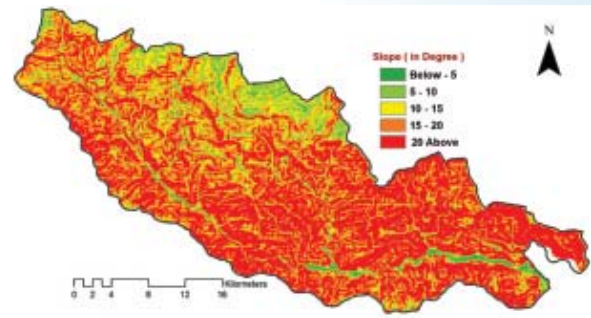 N
Slope ( in Degree )
Below - 5
5 - 10
10 - 15
15 - 20
20 Above
Kilometers
0 2 4 8 12 16